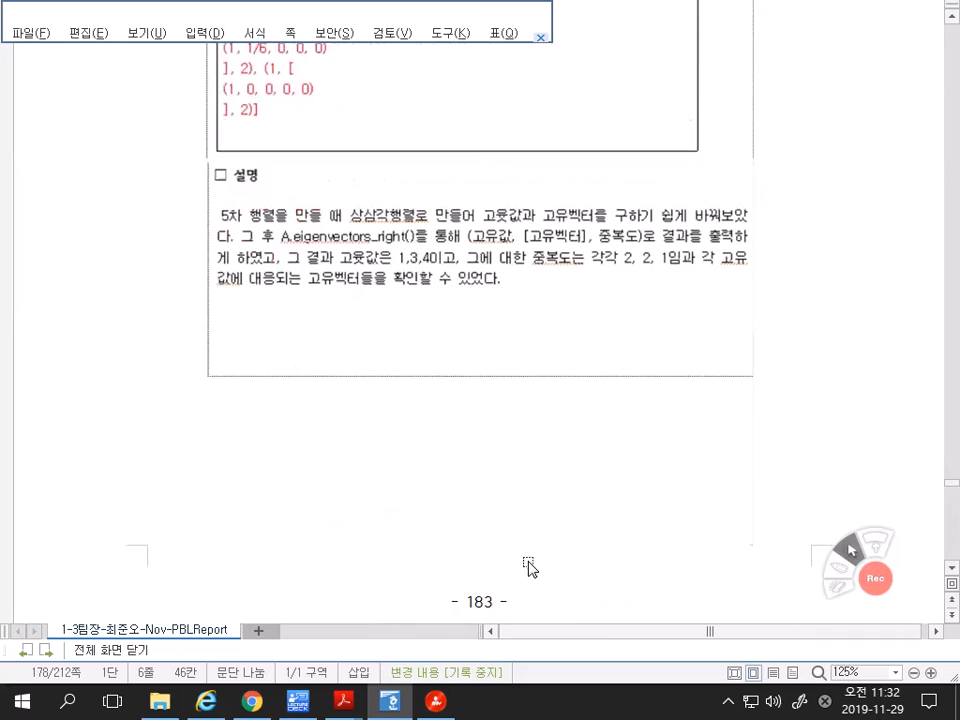 파일(F) 편집(E) 보기(U) 입력(D) 서식 쪽 보안(S) 검토(V) 도구(K) 표(Q)
(1, 1/6, 0, 0, 0)
], 2), (1, [
(1, 0, 0, 0, 0)
], 2)]
□ 설명
5차 행렬을 만들 때 상삼각행렬로 만들어 고윳값과 고유벡터를 구하기 쉽게 바꿔보았
다. 그 후 A.eigenvectors_right()를 통해 (고유값, [고유벡터], 중복도)로 결과를 출력하
게 하였고, 그 결과 고윳값은 1,3,4이고, 그에 대한 중복도는 각각 2, 2, 1임과 각 고유
값에 대응되는 고유벡터들을 확인할 수 있었다.
Rec
- 183 -
1-3팀장-최준오-Nov-PBLReport
전체 화면 닫기
178/212쪽 1단 6줄 46칸 문단 나눔 1/1 구역 삽입 변경 내용 [기록 중지] 125%
LECTURE DECK
오전 11:32
2019-11-29